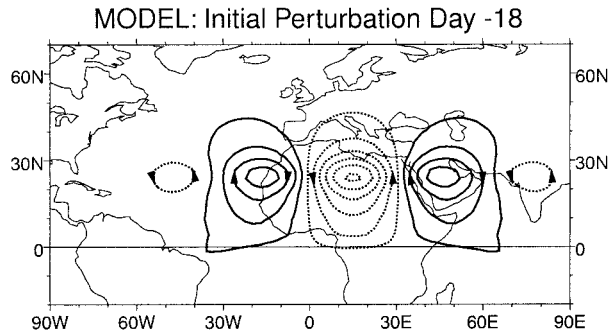 MODEL: Initial Perturbation Day -18
60N 60N
30N 30N
0 0
90W 60W 30W 0 30E 60E 90E